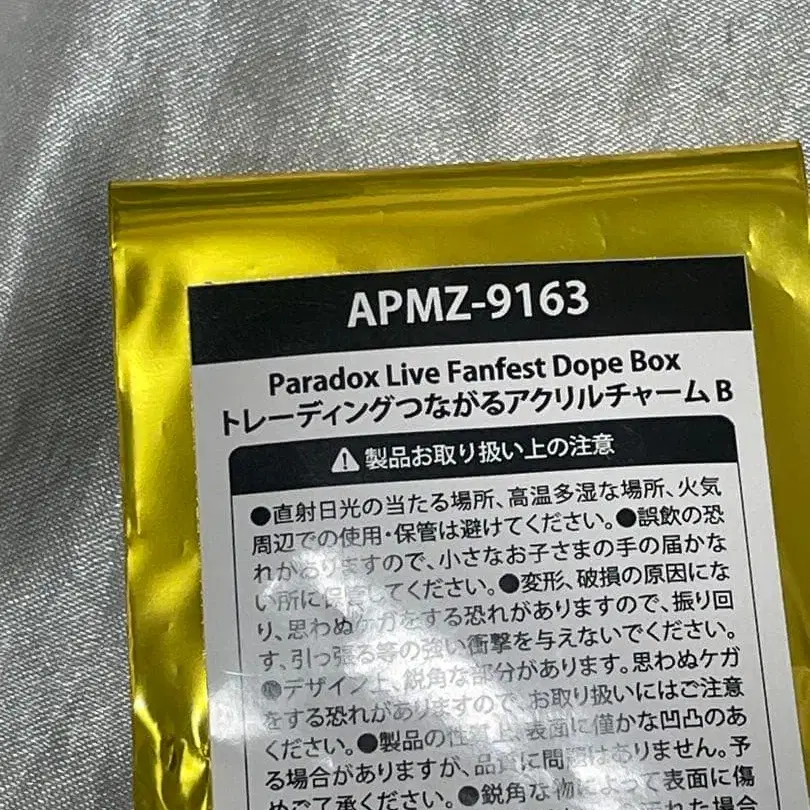 APMZ-9163
Paradox Live Fanfest Dope Box
トレーディングつながるアクリルチャーム B
⚠製品お取り扱い上の注意
●直射日光の当たる場所、高温多湿な場所、火気
周辺での使用・保管は避けてください。●誤飲の恐
れがありますので、小さなお子さまの手の届かな
い所に保管してください。●変形、破損の原因にな
り、思わぬケガをする恐れがありますので、振り回
す、引っ張る等の強い衝撃を与えないでください。
●デザイン上、鋭角な部分があります。思わぬケガ
をする恐れがありますので、お取り扱いにはご注意
ください。●製品の性質上、表面に僅かな凹凸のあ
る場合がありますが、品質に問題はありません。予
めご了承ください。●鋭角な物によって表面に傷